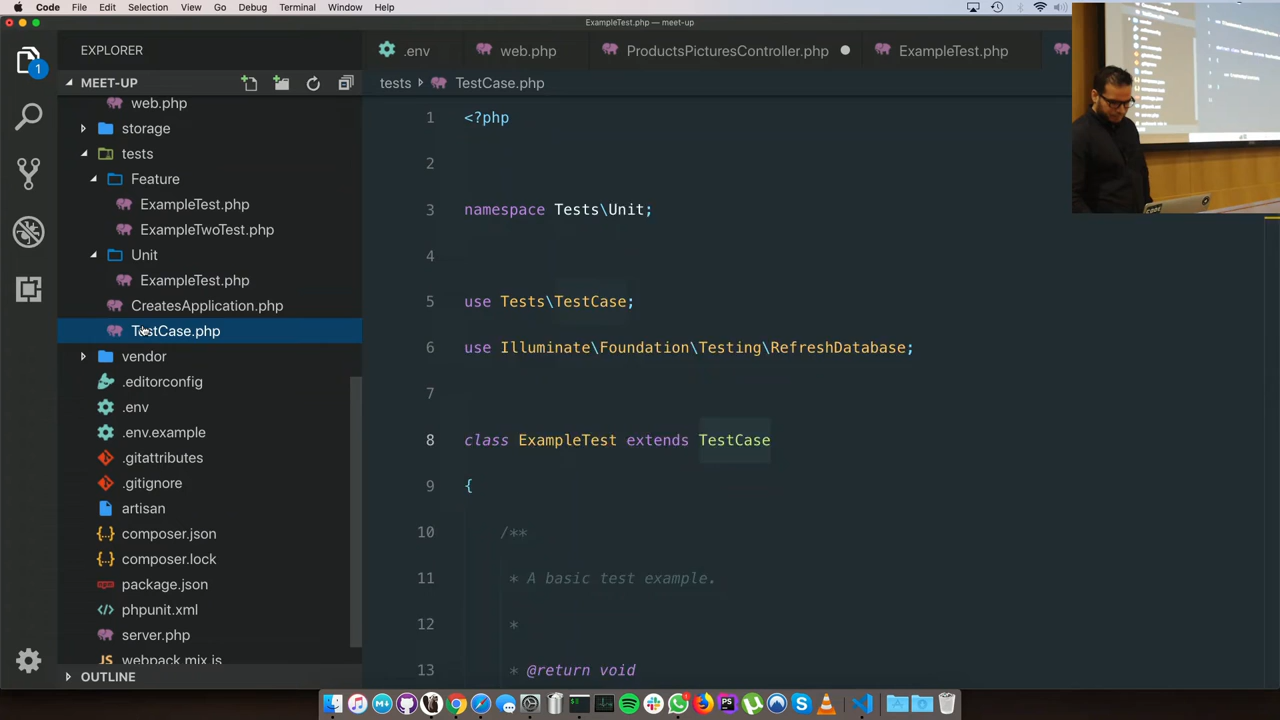 Code File Edit Selection View Go Debug Terminal Window Help
ExampleTest.php — meet-up
EXPLORER
.env web.php ProductsPicturesController.php ExampleTest.php
1
MEET-UP
tests TestCase.php
web.php
storage
tests
Feature
ExampleTest.php
ExampleTwoTest.php
Unit
ExampleTest.php
CreatesApplication.php
TestCase.php
vendor
.editorconfig
.env
.env.example
.gitattributes
.gitignore
artisan
composer.json
composer.lock
package.json
phpunit.xml
server.php
webpack.mix.js
OUTLINE
1 <?php
2
3 namespace Tests\Unit;
4
5 use Tests\TestCase;
6 use Illuminate\Foundation\Testing\RefreshDatabase;
7
8 class ExampleTest extends TestCase
9 {
10 /**
11 * A basic test example.
12 *
13 * @return void